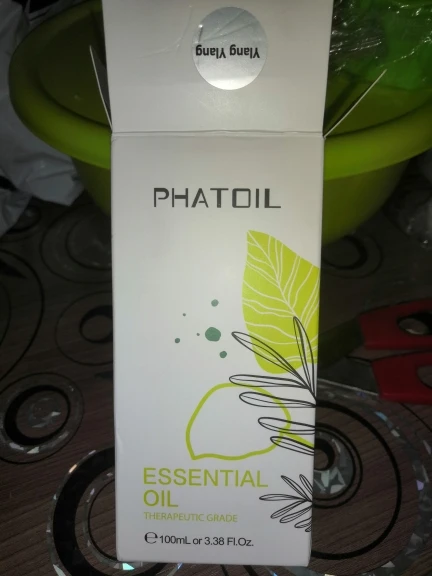 Ylang Ylang
PHATOIL
ESSENTIAL
OIL
THERAPEUTIC GRADE
℮100mL or 3.38 Fl.Oz.